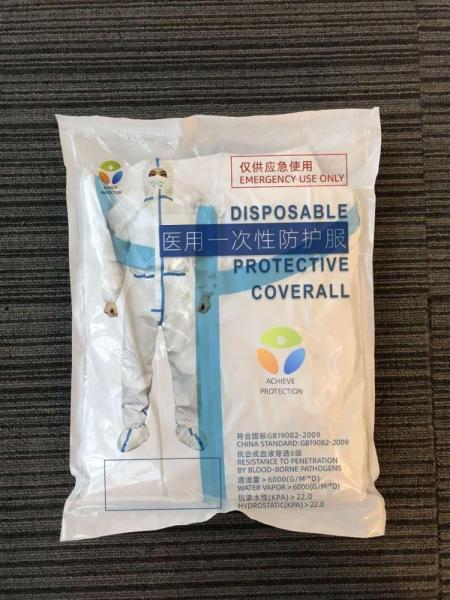 仅供应急使用
EMERGENCY USE ONLY
ACHIEVE
PROTECTION
DISPOSABLE
医用一次性防护服
PROTECTIVE
COVERALL
ACHIEVE
PROTECTION
符合国标GB19082-2009
CHINA STANDARD:GB19082-2009
抗合成血液穿透6级
RESISTANCE TO PENETRATION
BY BLOOD-BORNE PATHOGENS
透湿量>6000(G/M²*D)
WATER VAPOR>6000(G/M²*D)
抗渗水性(KPA)>22.0
HYDROSTATIC(KPA)>22.0